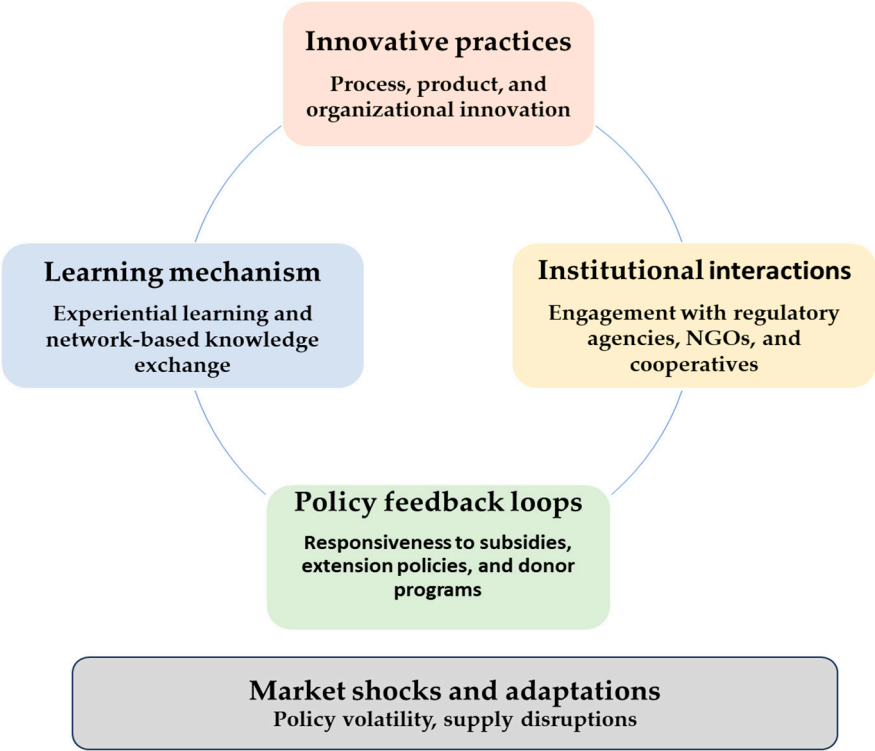 Innovative practices
Process, product, and
organizational innovation
Learning mechanism
Experiential learning and
network-based knowledge
exchange
Institutional interactions
Engagement with regulatory
agencies, NGOs, and
cooperatives
Policy feedback loops
Responsiveness to subsidies,
extension policies, and donor
programs
Market shocks and adaptations
Policy volatility, supply disruptions